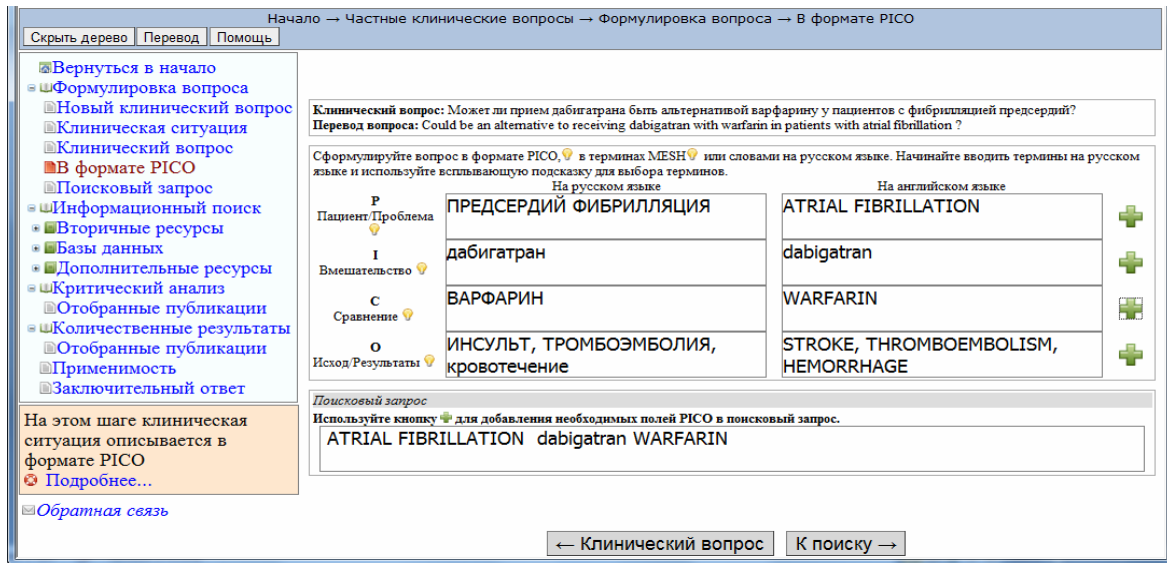 Начало → Частные клинические вопросы → Формулировка вопроса → В формате PICO
Скрыть дерево Перевод Помощь
Вернуться в начало
Формулировка вопроса
Новый клинический вопрос
Клиническая ситуация
Клинический вопрос
В формате PICO
Поисковый запрос
Информационный поиск
Вторичные ресурсы
Базы данных
Дополнительные ресурсы
Критический анализ
Отобранные публикации
Количественные результаты
Отобранные публикации
Применимость
Заключительный ответ
На этом шаге клиническая
ситуация описывается в
формате PICO
Подробнее...
Обратная связь
Клинический вопрос: Может ли прием дабигатрана быть альтернативой варфарину у пациентов с фибрилляцией предсердий?
Перевод вопроса: Could be an alternative to receiving dabigatran with warfarin in patients with atrial fibrillation ?
Сформулируйте вопрос в формате PICO, в терминах MESH или словами на русском языке. Начинайте вводить термины на русском
языке и используйте всплывающую подсказку для выбора терминов.
На русском языке На английском языке
P
Пациент/Проблема
ПРЕДСЕРДИЙ ФИБРИЛЛЯЦИЯ ATRIAL FIBRILLATION
I
Вмешательство
дабигатран dabigatran
C
Сравнение
ВАРФАРИН WARFARIN
O
Исход/Результаты
ИНСУЛЬТ, ТРОМБОЭМБОЛИЯ, STROKE, THROMBOEMBOLISM,
кровотечение HEMORRHAGE
Поисковый запрос
Используйте кнопку для добавления необходимых полей PICO в поисковый запрос.
ATRIAL FIBRILLATION dabigatran WARFARIN
← Клинический вопрос К поиску →